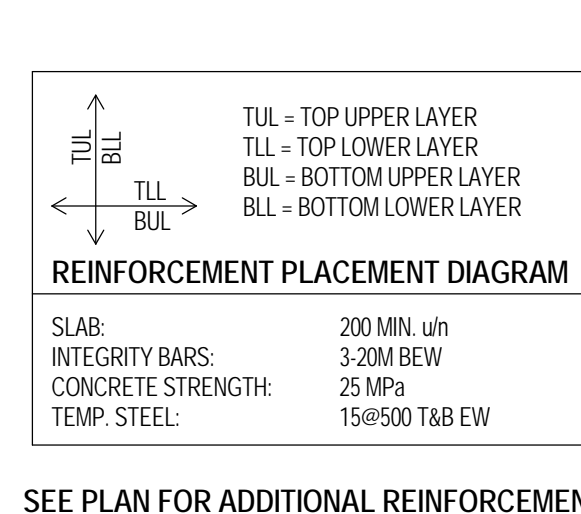 TUL
BLL
TLL
BUL
TUL = TOP UPPER LAYER
TLL = TOP LOWER LAYER
BUL = BOTTOM UPPER LAYER
BLL = BOTTOM LOWER LAYER
REINFORCEMENT PLACEMENT DIAGRAM
SLAB: 200 MIN. u/n
INTEGRITY BARS: 3-20M BEW
CONCRETE STRENGTH: 25 MPa
TEMP. STEEL: 15@500 T&B EW
SEE PLAN FOR ADDITIONAL REINFORCEMEN